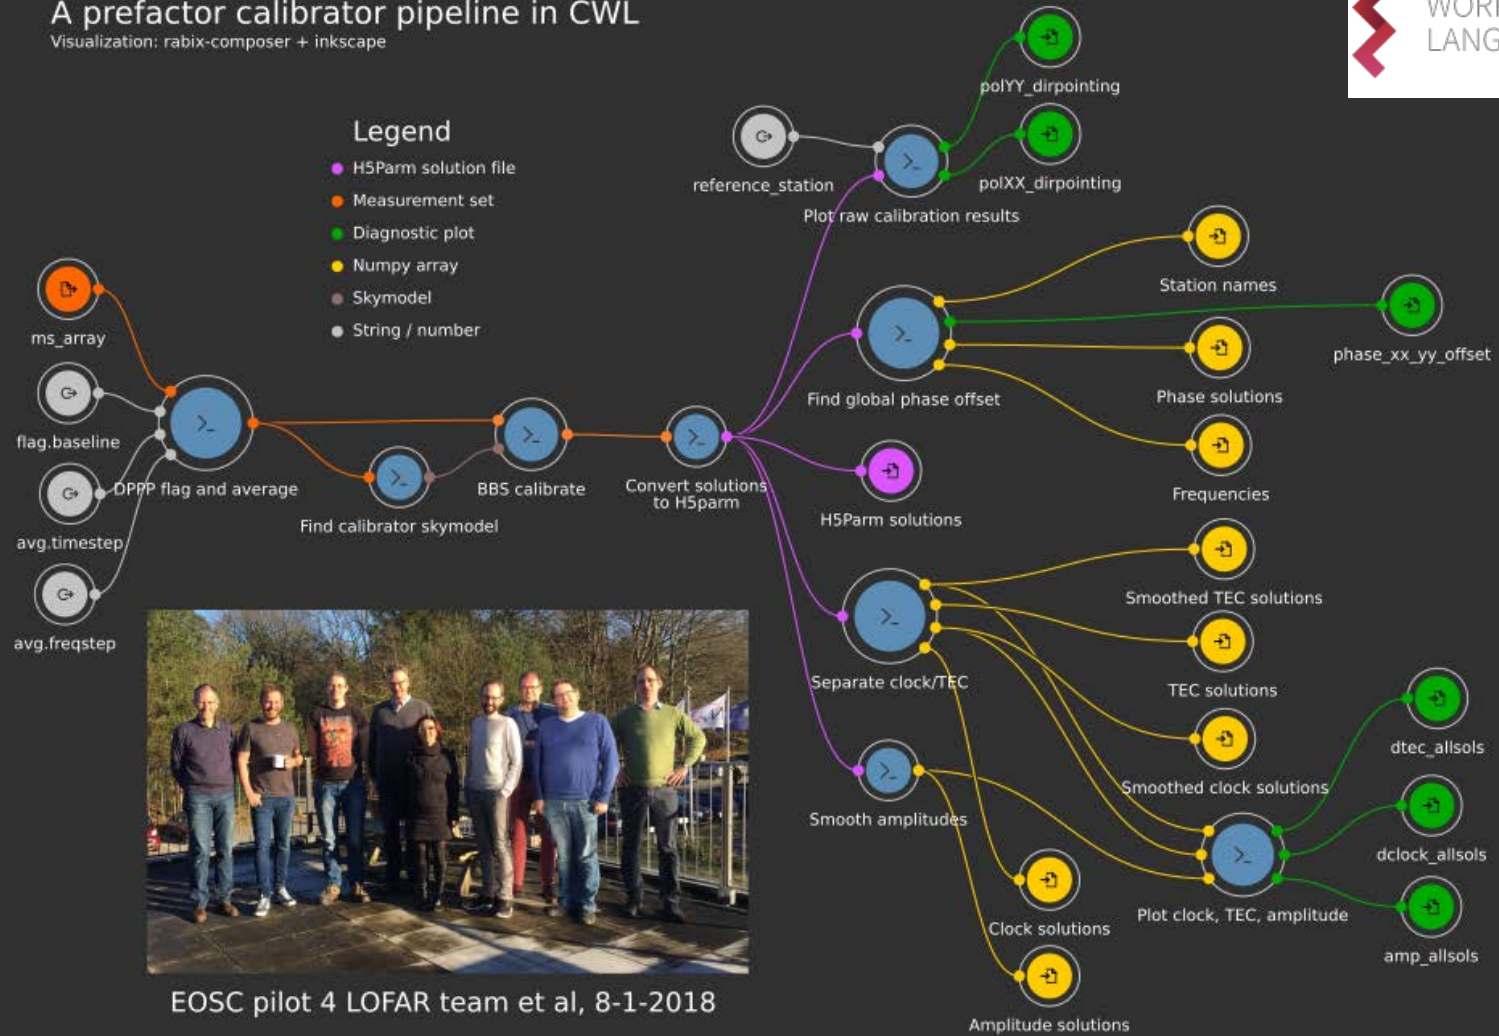 A prefactor calibrator pipeline in CWL
Visualization: rabix-composer + inkscape
Legend
H5Parm solution file
Measurement set
Diagnostic plot
Numpy array
Skymodel
String / number
ms_array
flag.baseline
avg.timestep
avg.freqstep
DPPP flag and average
Find calibrator skymodel
BBS calibrate
Convert solutions
to H5parm
reference_station
Plot raw calibration results
polYY_dirpointing
polXX_dirpointing
Find global phase offset
Station names
phase_xx_yy_offset
Phase solutions
Frequencies
H5Parm solutions
Separate clock/TEC
Smoothed TEC solutions
TEC solutions
Smoothed clock solutions
Smooth amplitudes
Clock solutions
Amplitude solutions
Plot clock, TEC, amplitude
dtec_allsols
dclock_allsols
amp_allsols
EOSC pilot 4 LOFAR team et al, 8-1-2018